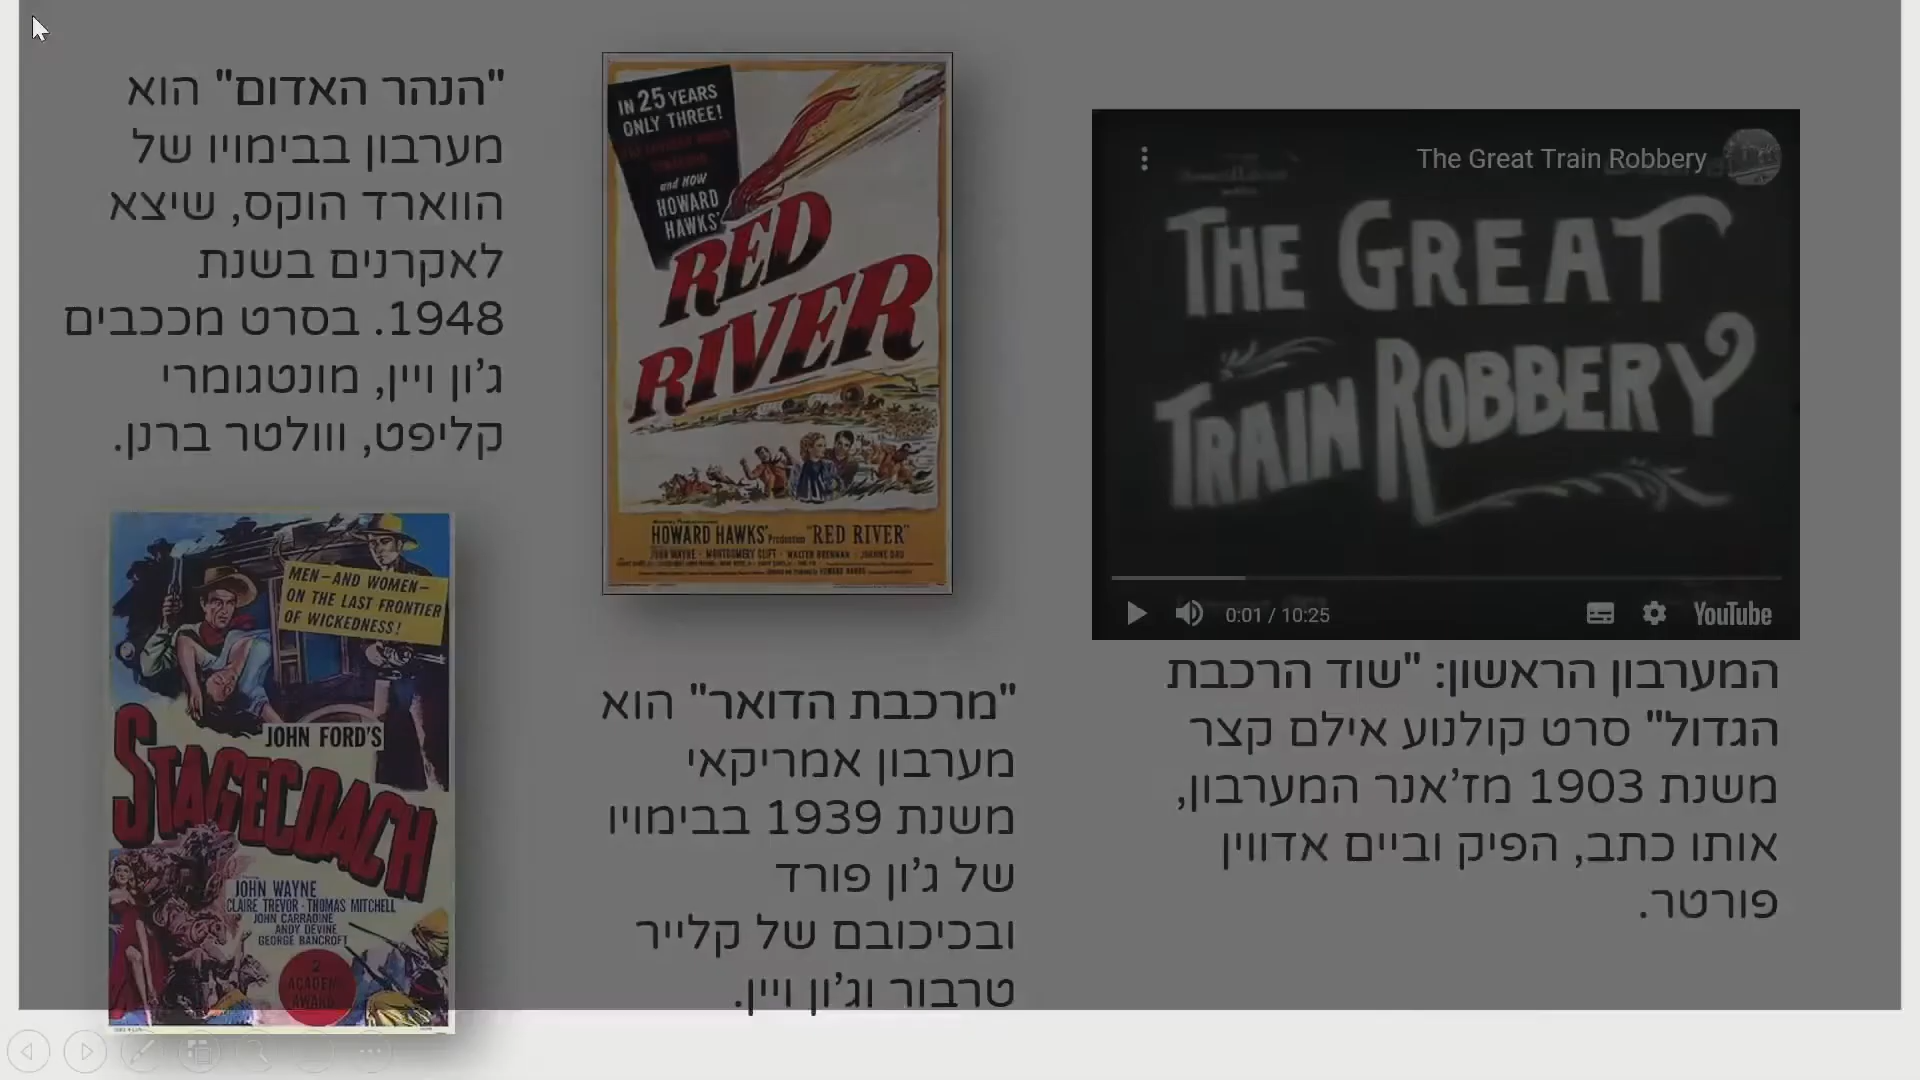 "הנהר האדום" הוא
מערבון בבימויו של
הווארד הוקס, שיצא
לאקרנים בשנת
1948. בסרט מככבים
ג'ון ויין, מונטגומרי
קליפט, ווולטר ברנן.
IN 25 YEARS
ONLY THREE!
and NOW
HOWARD
HAWKS'
RED
RIVER
HOWARD HAWKS' Production "RED RIVER"
JOHN WAYNE · MONTGOMERY CLIFT · WALTER BRENNAN · JOANNE DRU
The Great Train Robbery
THE GREAT
TRAIN ROBBERY
0:01 / 10:25
YouTube
המערבון הראשון: "שוד הרכבת
הגדול" סרט קולנוע אילם קצר
משנת 1903 מז'אנר המערבון,
אותו כתב, הפיק וביים אדווין
פורטר.
"מרכבת הדואר" הוא
מערבון אמריקאי
משנת 1939 בבימויו
של ג'ון פורד
ובכיכובם של קלייר
טרבור וג'ון ויין.
MEN—AND WOMEN—
ON THE LAST FRONTIER
OF WICKEDNESS!
JOHN FORD'S
STAGECOACH
JOHN WAYNE
CLAIRE TREVOR · THOMAS MITCHELL
JOHN CARRADINE
ANDY DEVINE
GEORGE BANCROFT
2
ACADEMY
AWARD